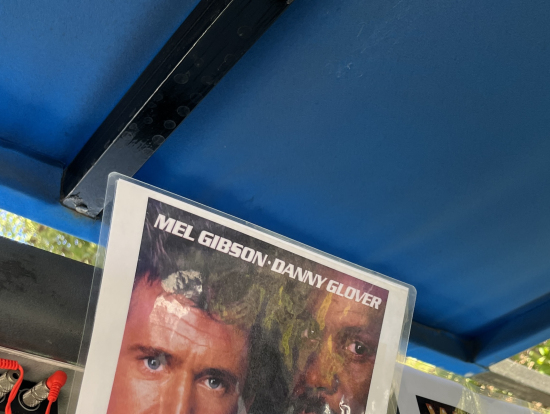 MEL GIBSON · DANNY GLOVER